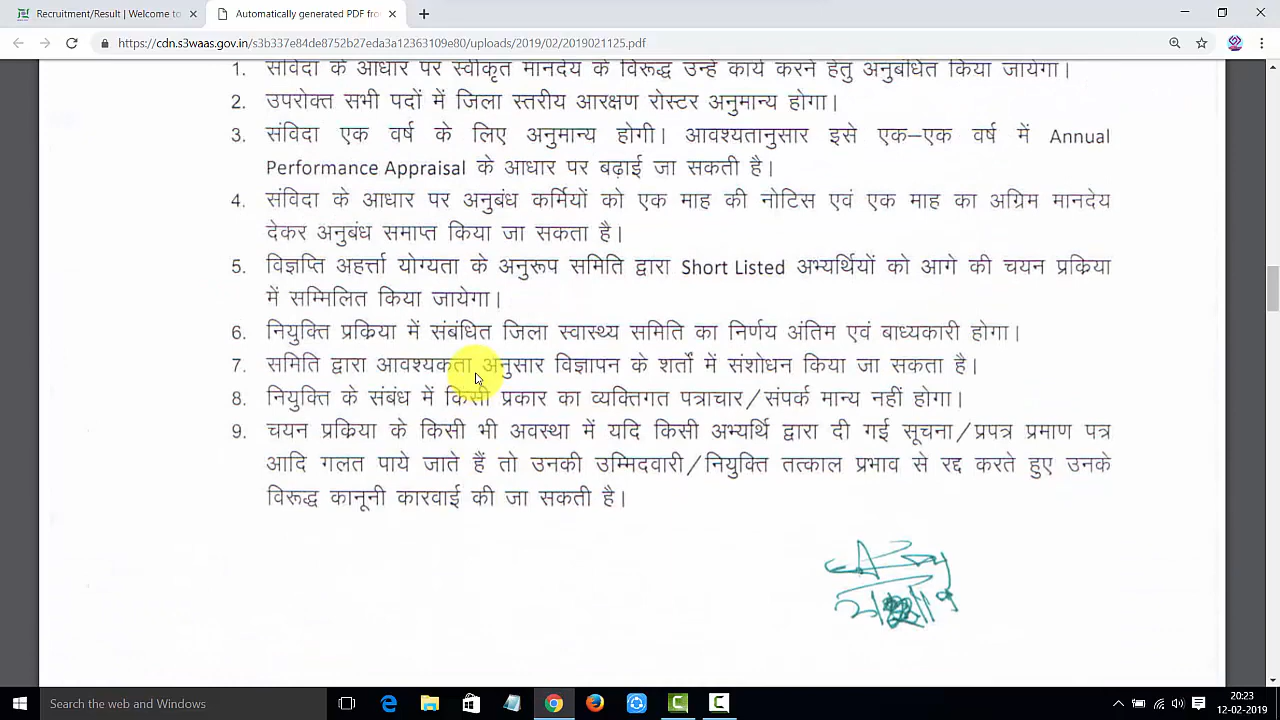 Recruitment/Result | Welcome to
Automatically generated PDF fro
https://cdn.s3waas.gov.in/s3b337e84de8752b27eda3a12363109e80/uploads/2019/02/2019021125.pdf
1. संविदा के आधार पर स्वीकृत मानदेय के विरूद्ध उन्हें कार्य करने हेतु अनुबंधित किया जायेगा।
2. उपरोक्त सभी पदों में जिला स्तरीय आरक्षण रोस्टर अनुमान्य होगा।
3. संविदा एक वर्ष के लिए अनुमान्य होगी। आवश्यतानुसार इसे एक–एक वर्ष में Annual
Performance Appraisal के आधार पर बढ़ाई जा सकती है।
4. संविदा के आधार पर अनुबंध कर्मियों को एक माह की नोटिस एवं एक माह का अग्रिम मानदेय
देकर अनुबंध समाप्त किया जा सकता है।
5. विज्ञप्ति अहर्त्ता योग्यता के अनुरूप समिति द्वारा Short Listed अभ्यर्थियों को आगे की चयन प्रक्रिया
में सम्मिलित किया जायेगा।
6. नियुक्ति प्रक्रिया में संबंधित जिला स्वास्थ्य समिति का निर्णय अंतिम एवं बाध्यकारी होगा।
7. समिति द्वारा आवश्यकता अनुसार विज्ञापन के शर्तों में संशोधन किया जा सकता है।
8. नियुक्ति के संबंध में किसी प्रकार का व्यक्तिगत पत्राचार/संपर्क मान्य नहीं होगा।
9. चयन प्रक्रिया के किसी भी अवस्था में यदि किसी अभ्यर्थि द्वारा दी गई सूचना/प्रपत्र प्रमाण पत्र
आदि गलत पाये जाते हैं तो उनकी उम्मिदवारी/नियुक्ति तत्काल प्रभाव से रद्द करते हुए उनके
विरूद्ध कानूनी कारवाई की जा सकती है।
Search the web and Windows
20:23
12-02-2019